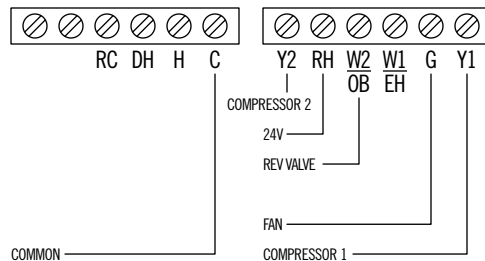 RC DH H C Y2 RH W2 W1 G Y1
OB EH
COMPRESSOR 2
24V
REV VALVE
FAN
COMMON COMPRESSOR 1